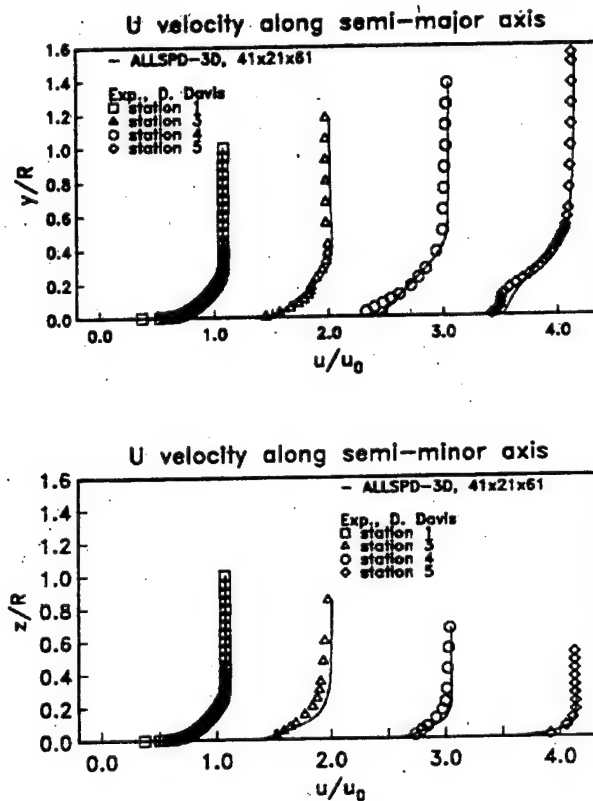 U velocity along semi-major axis
— ALLSPD-3D, 41x21x61
Exp., D. Davis
station 1
station 3
station 4
station 5
1.6
1.4
1.2
1.0
0.8
0.6
0.4
0.2
0.0
y/R
0.0 1.0 2.0 3.0 4.0
u/u₀
U velocity along semi-minor axis
— ALLSPD-3D, 41x21x61
Exp., D. Davis
station 1
station 3
station 4
station 5
1.6
1.4
1.2
1.0
0.8
0.6
0.4
0.2
0.0
z/R
0.0 1.0 2.0 3.0 4.0
u/u₀